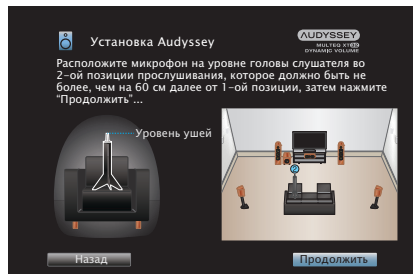 Установка Audyssey
AUDYSSEY
MULTEQ XT32
DYNAMIC VOLUME
Расположите микрофон на уровне головы слушателя во
2-ой позиции прослушивания, которое должно быть не
более, чем на 60 см далее от 1-ой позиции, затем нажмите
"Продолжить"...
Уровень ушей
2
Назад
Продолжить